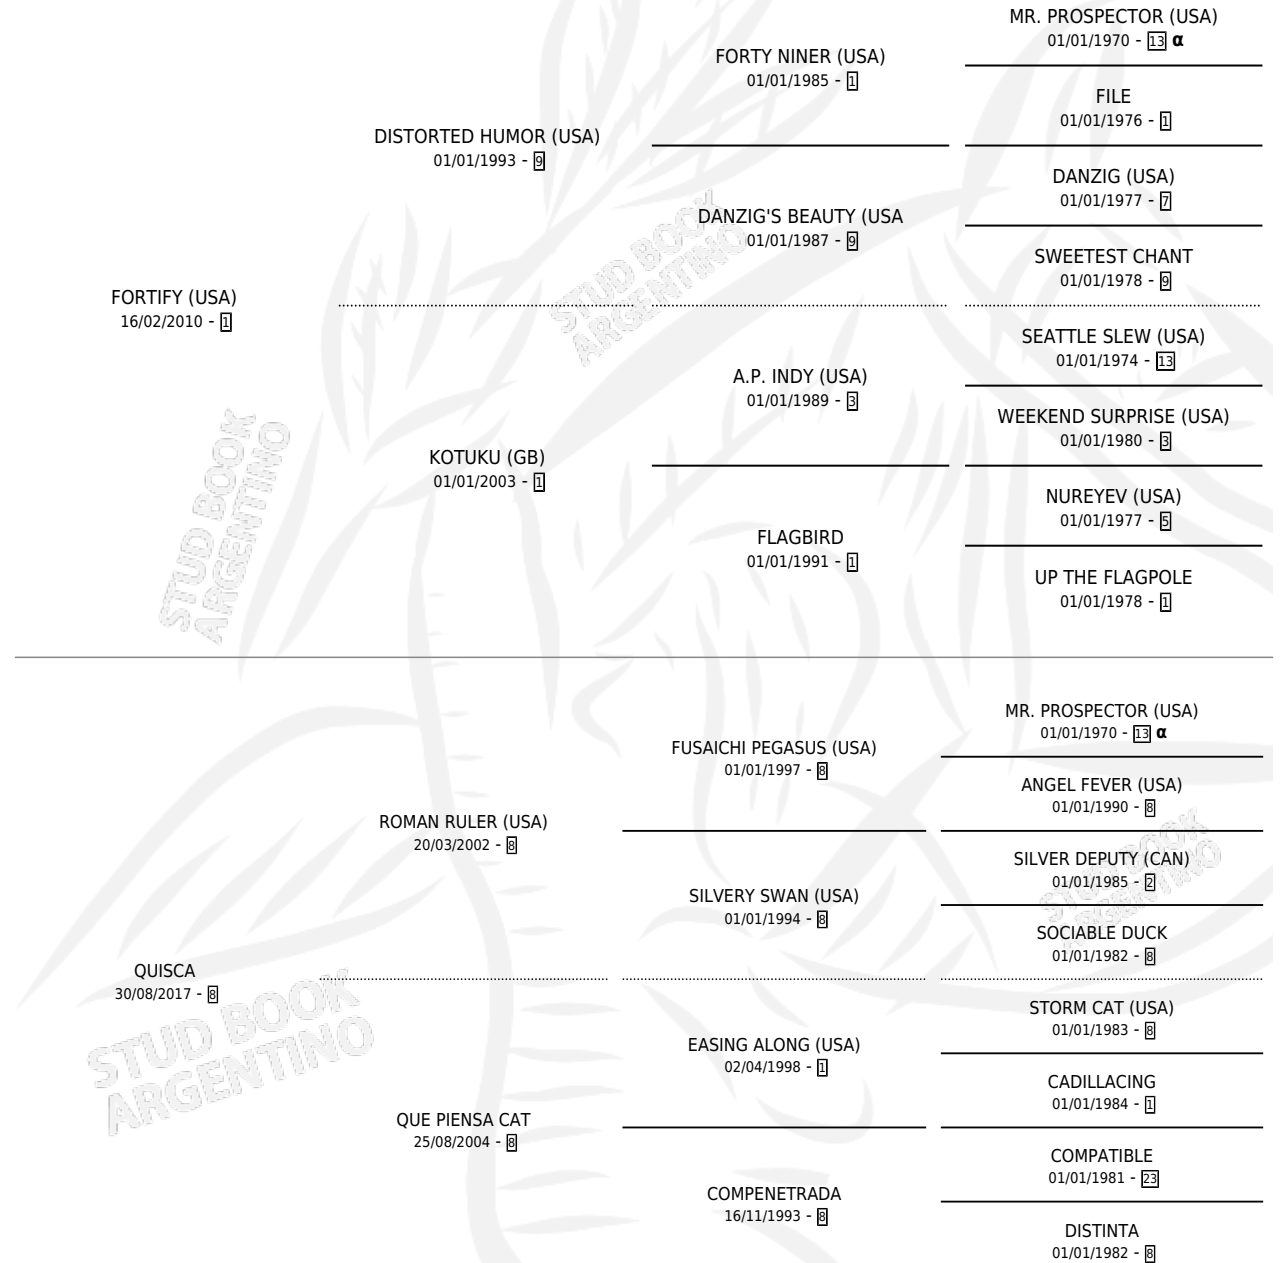 MR. PROSPECTOR (USA)
01/01/1970 - 13 α
FORTY NINER (USA)
01/01/1985 - 1
FILE
01/01/1976 - 1
DISTORTED HUMOR (USA)
01/01/1993 - 9
DANZIG (USA)
01/01/1977 - 7
DANZIG'S BEAUTY (USA
01/01/1987 - 9
SWEETEST CHANT
01/01/1978 - 9
STUD BOOK
ARGENTINO
FORTIFY (USA)
16/02/2010 - 1
SEATTLE SLEW (USA)
01/01/1974 - 13
A.P. INDY (USA)
01/01/1989 - 3
WEEKEND SURPRISE (USA)
01/01/1980 - 3
KOTUKU (GB)
01/01/2003 - 1
NUREYEV (USA)
01/01/1977 - 5
FLAGBIRD
01/01/1991 - 1
UP THE FLAGPOLE
01/01/1978 - 1
STUD BOOK
ARGENTINO
MR. PROSPECTOR (USA)
01/01/1970 - 13 α
FUSAICHI PEGASUS (USA)
01/01/1997 - 8
ANGEL FEVER (USA)
01/01/1990 - 8
ROMAN RULER (USA)
20/03/2002 - 8
SILVER DEPUTY (CAN)
01/01/1985 - 2
SILVERY SWAN (USA)
01/01/1994 - 8
SOCIABLE DUCK
01/01/1982 - 8
STUD BOOK
ARGENTINO
QUISCA
30/08/2017 - 8
STORM CAT (USA)
01/01/1983 - 8
EASING ALONG (USA)
02/04/1998 - 1
CADILLACING
01/01/1984 - 1
QUE PIENSA CAT
25/08/2004 - 8
COMPATIBLE
01/01/1981 - 23
COMPENETRADA
16/11/1993 - 8
DISTINTA
01/01/1982 - 8
STUD BOOK
ARGENTINO